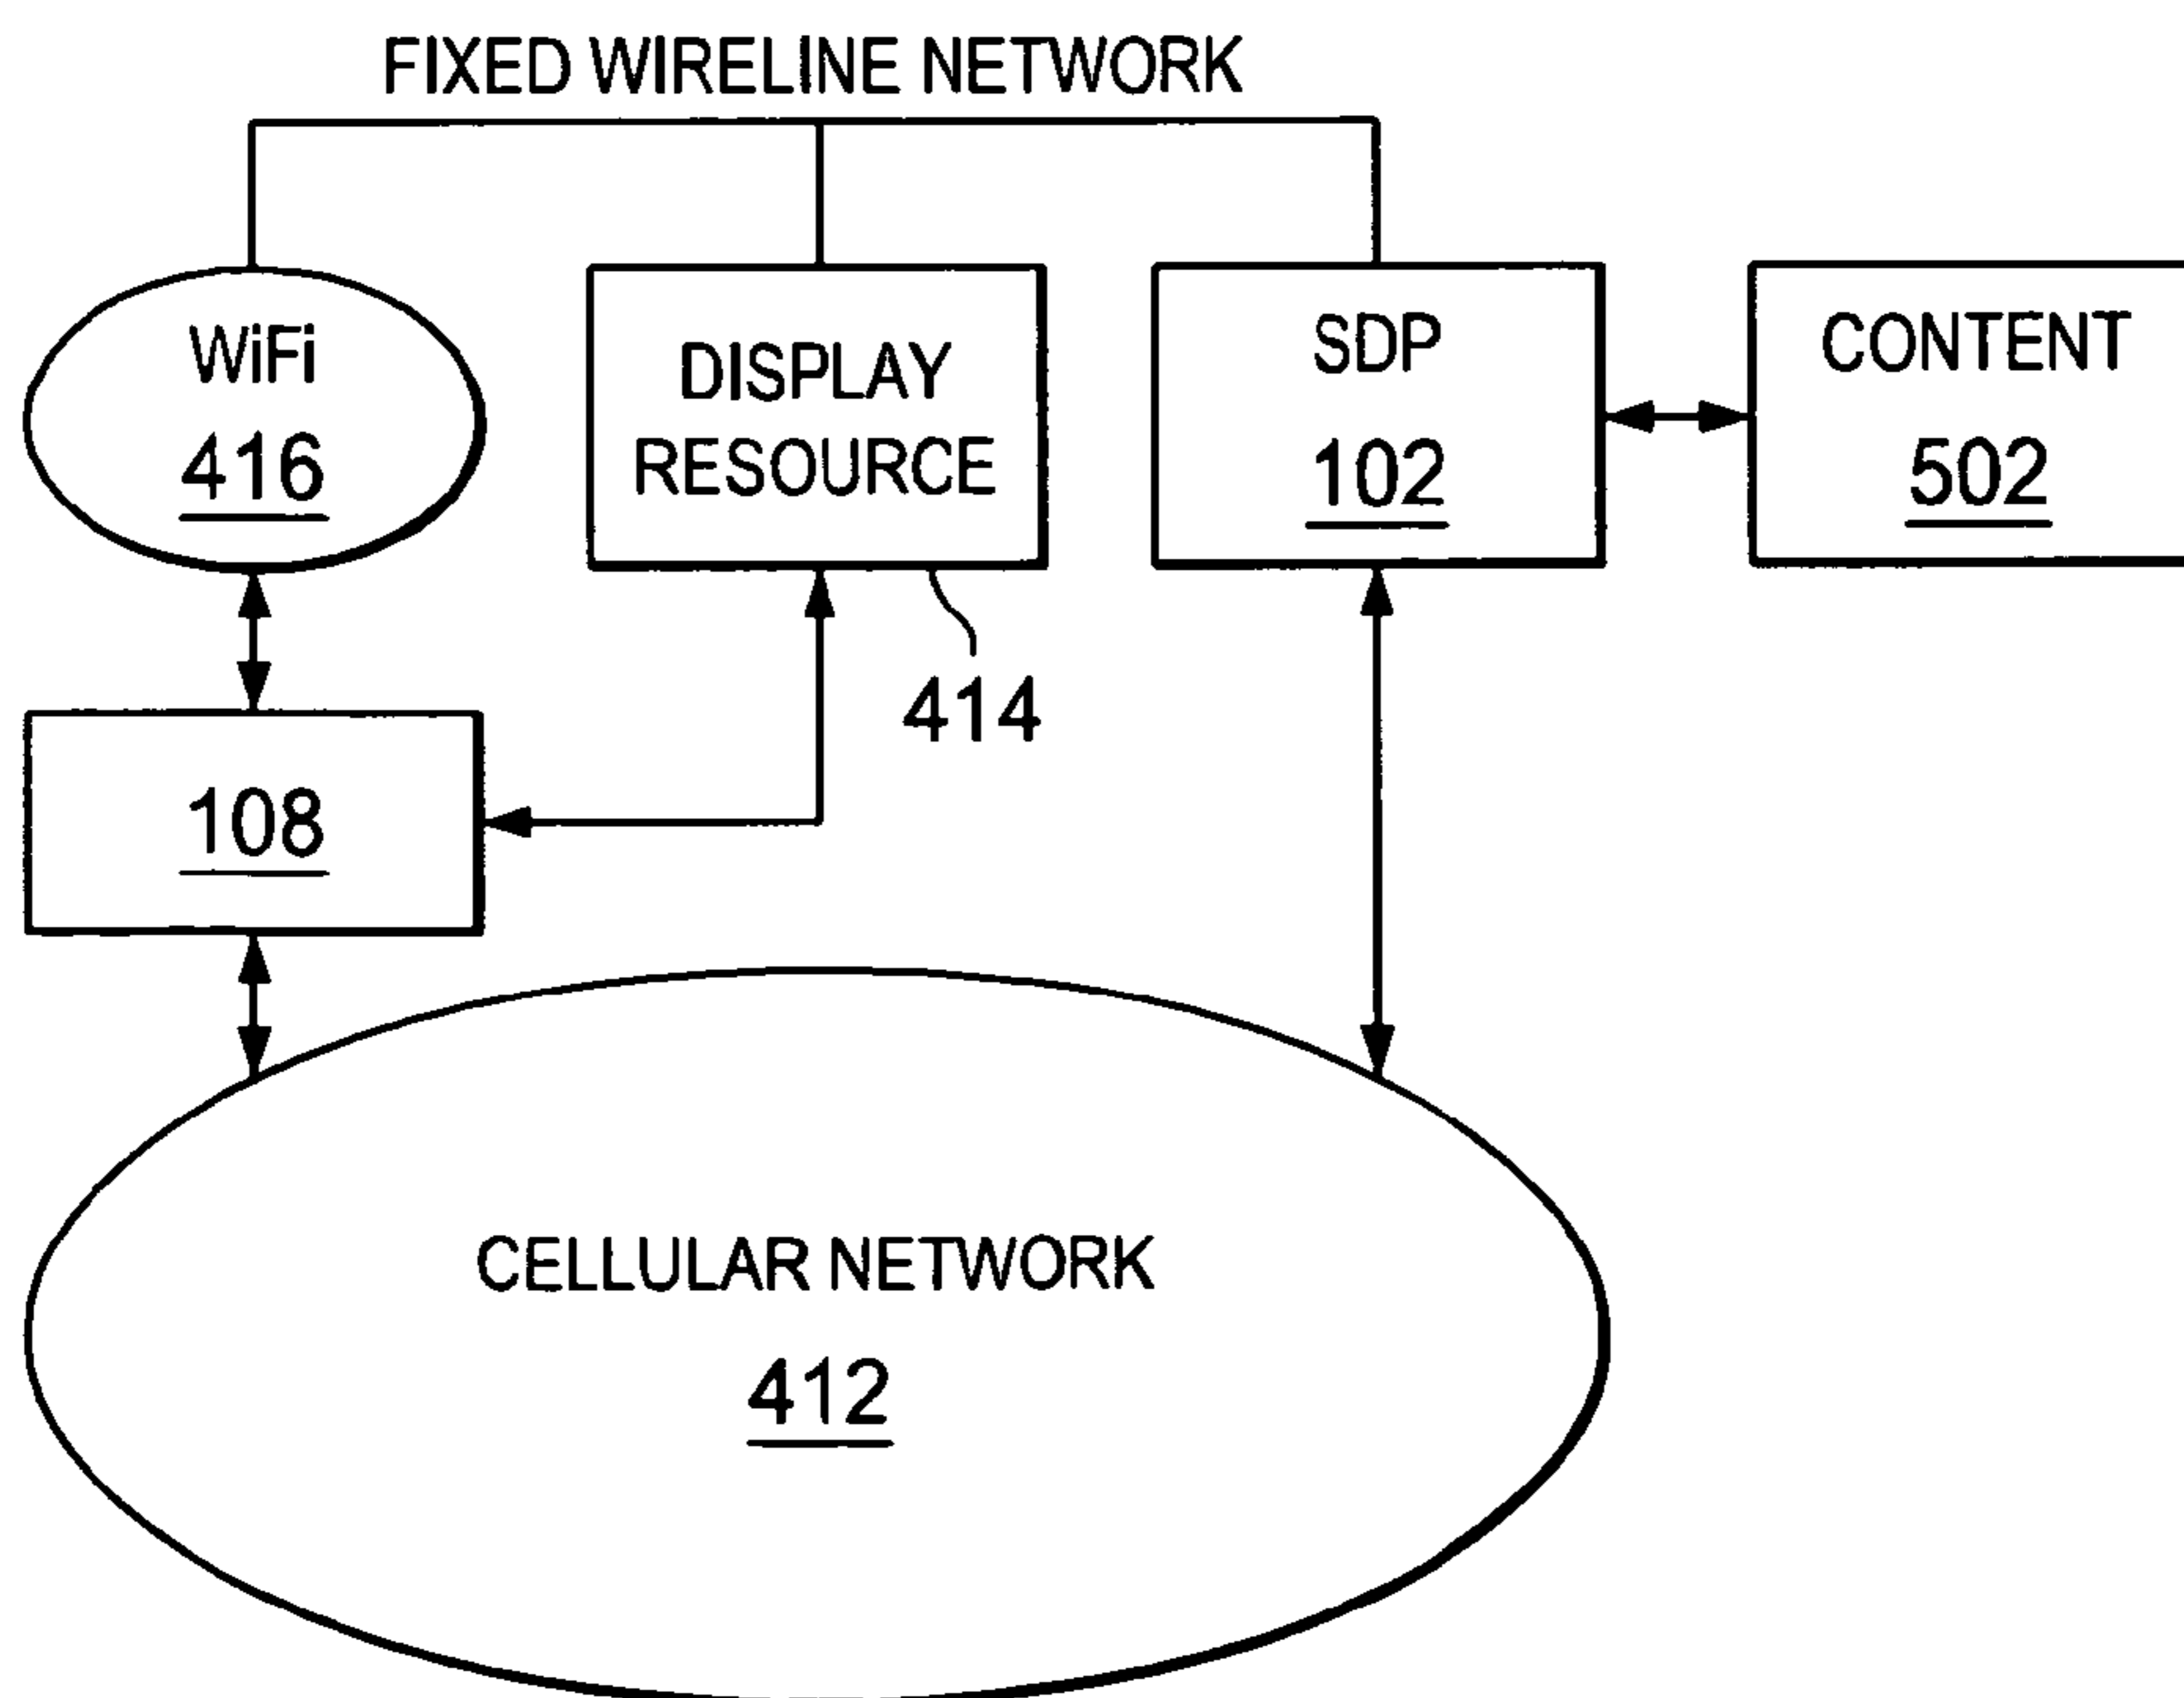 FIXED WIRELINE NETWORK
WiFi
416
DISPLAY
RESOURCE
414
SDP
102
CONTENT
502
108
CELLULAR NETWORK
412